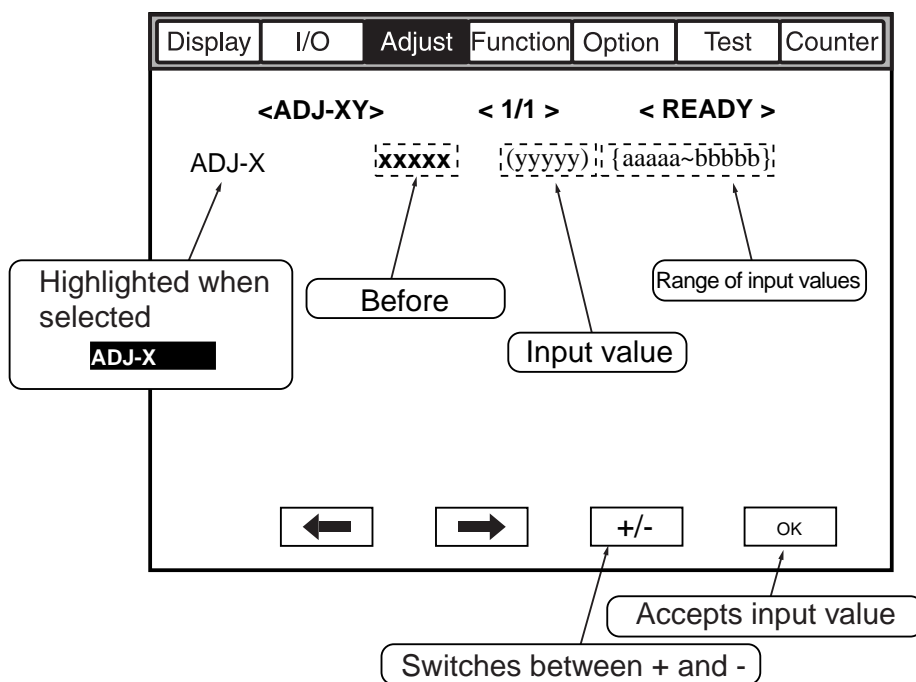 Display I/O Adjust Function Option Test Counter
<ADJ-XY> < 1/1 > < READY >
ADJ-X xxxxx (yyyyy) {aaaaa~bbbbb}
Highlighted when
selected
ADJ-X
Before
Range of input values
Input value
+/- OK
Accepts input value
Switches between + and -